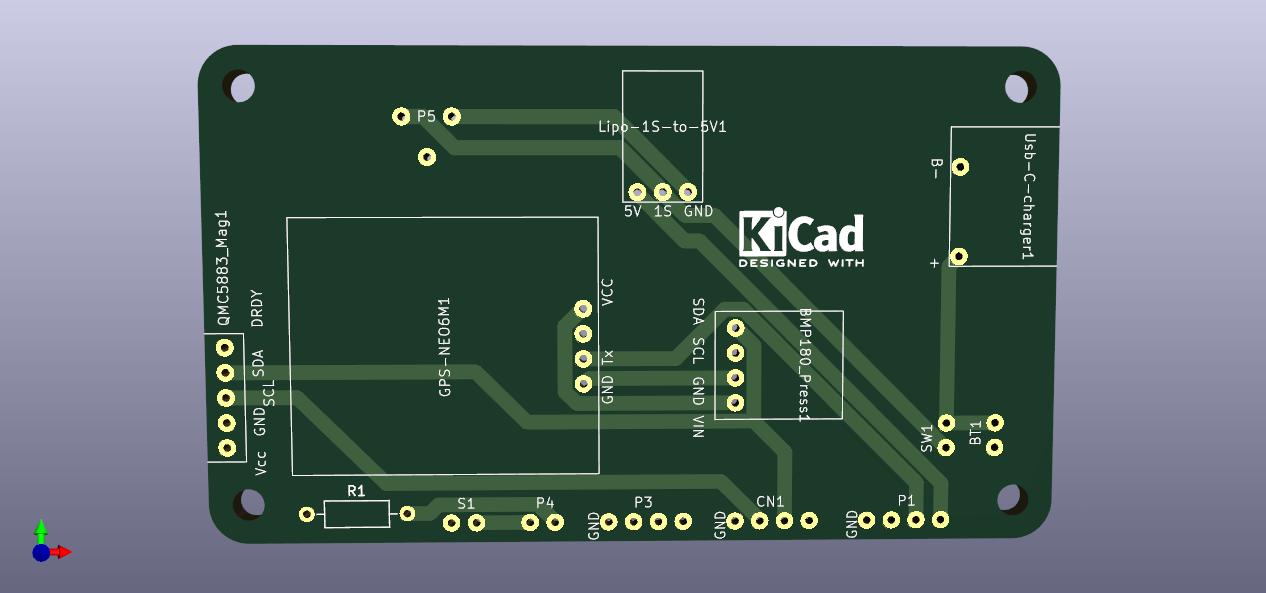 P5
Lipo-1S-to-5V1
5V 1S GND
Usb-C-charger1
B-
+
KiCad
DESIGNED WITH
QMC5883_Mag1
DRDY
SDA
SCL
GND
Vcc
GPS-NEO6M1
VCC
Tx
GND
SDA
SCL
GND
VIN
BMP180_Press1
SW1
BT1
R1
S1
P4
P3
GND
CN1
GND
P1
GND